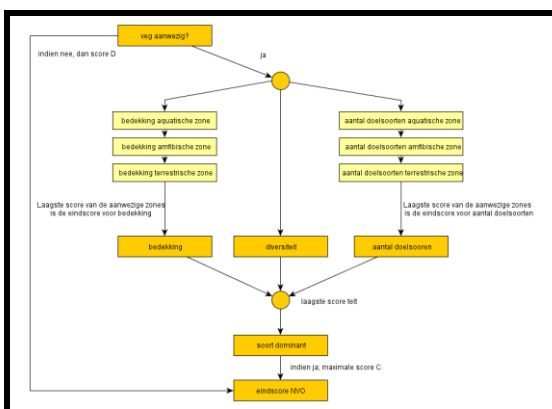 veg aanwezig?
indien nee, dan score D
ja
bedekking aquatische zone
aantal doelsoorten aquatische zone
bedekking amfibische zone
aantal doelsoorten amfibische zone
bedekking terrestrische zone
aantal doelsoorten terrestrische zone
Laagste score van de aanwezige zones
is de eindscore voor bedekking
Laagste score van de aanwezige zones
is de eindscore voor aantal doelsoorten
bedekking
diversiteit
aantal doelsooren
laagste score telt
soort dominant
indien ja; maximale score C
eindscore NVO